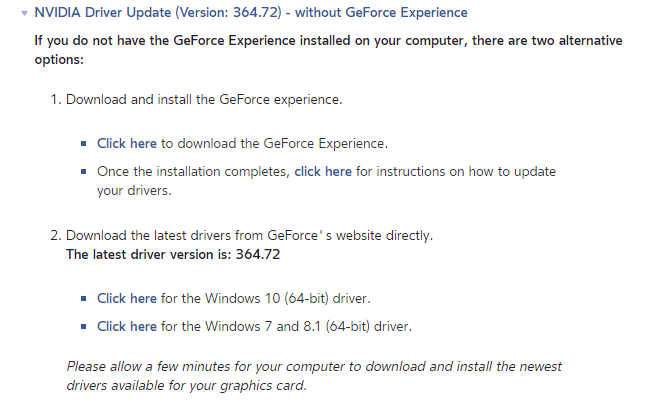 NVIDIA Driver Update (Version: 364.72) - without GeForce Experience
If you do not have the GeForce Experience installed on your computer, there are two alternative
options:
1. Download and install the GeForce experience.
Click here to download the GeForce Experience.
Once the installation completes, click here for instructions on how to update
your drivers.
2. Download the latest drivers from GeForce's website directly.
The latest driver version is: 364.72
Click here for the Windows 10 (64-bit) driver.
Click here for the Windows 7 and 8.1 (64-bit) driver.
Please allow a few minutes for your computer to download and install the newest
drivers available for your graphics card.